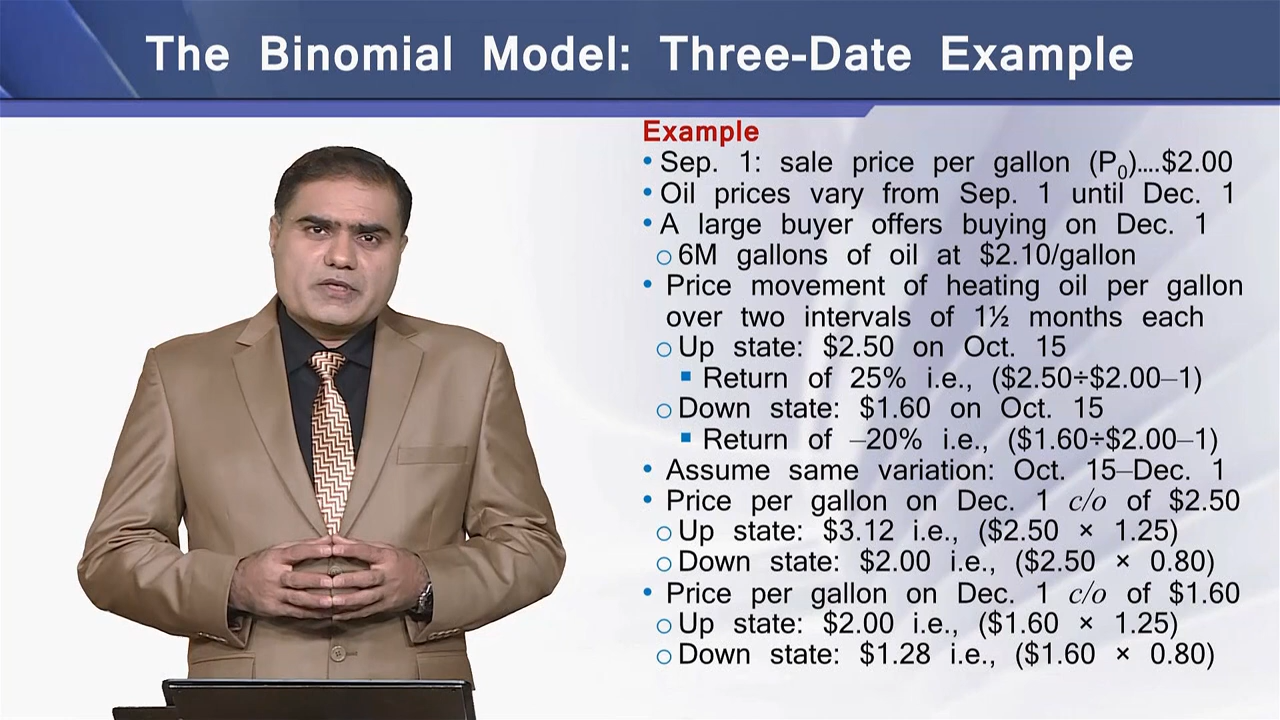 The Binomial Model: Three-Date Example
Example
• Sep. 1: sale price per gallon (P₀)....$2.00
• Oil prices vary from Sep. 1 until Dec. 1
• A large buyer offers buying on Dec. 1
○ 6M gallons of oil at $2.10/gallon
• Price movement of heating oil per gallon
over two intervals of 1½ months each
○ Up state: $2.50 on Oct. 15
▪ Return of 25% i.e., ($2.50÷$2.00–1)
○ Down state: $1.60 on Oct. 15
▪ Return of –20% i.e., ($1.60÷$2.00–1)
• Assume same variation: Oct. 15–Dec. 1
• Price per gallon on Dec. 1 c/o of $2.50
○ Up state: $3.12 i.e., ($2.50 × 1.25)
○ Down state: $2.00 i.e., ($2.50 × 0.80)
• Price per gallon on Dec. 1 c/o of $1.60
○ Up state: $2.00 i.e., ($1.60 × 1.25)
○ Down state: $1.28 i.e., ($1.60 × 0.80)